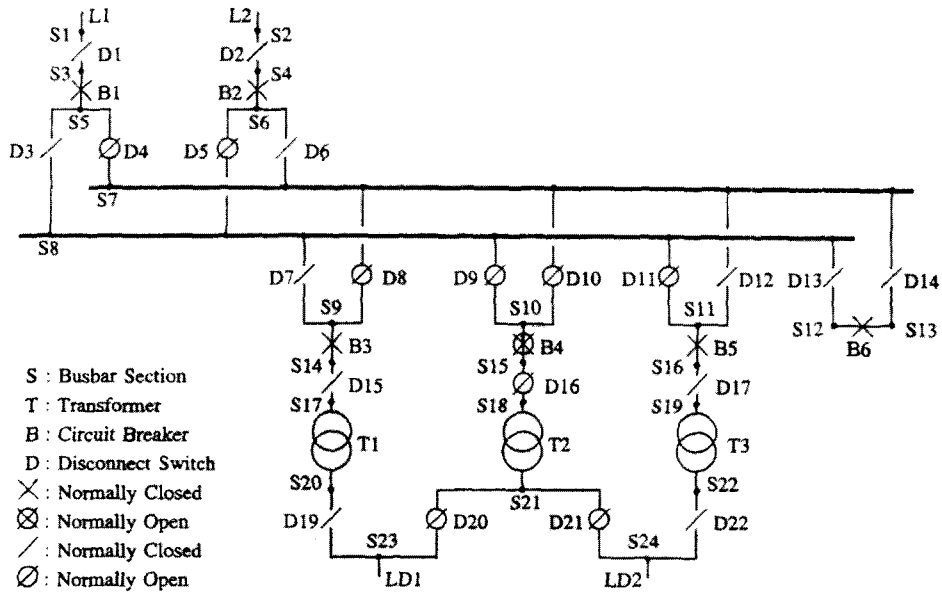 L1 L2
S1 S2
D1 D2
S3 S4
B1 B2
S5 S6
D3 D4 D5 D6
S7
S8
D7 D8 D9 D10 D11 D12 D13 D14
S9 S10 S11
S12 S13
B3 B4 B5 B6
S14 S15 S16
D15 D16 D17
S17 S18 S19
T1 T2 T3
S20 S21 S22
D19 D20 D21 D22
S23 S24
LD1 LD2
S : Busbar Section
T : Transformer
B : Circuit Breaker
D : Disconnect Switch
: Normally Closed
: Normally Open
: Normally Closed
: Normally Open